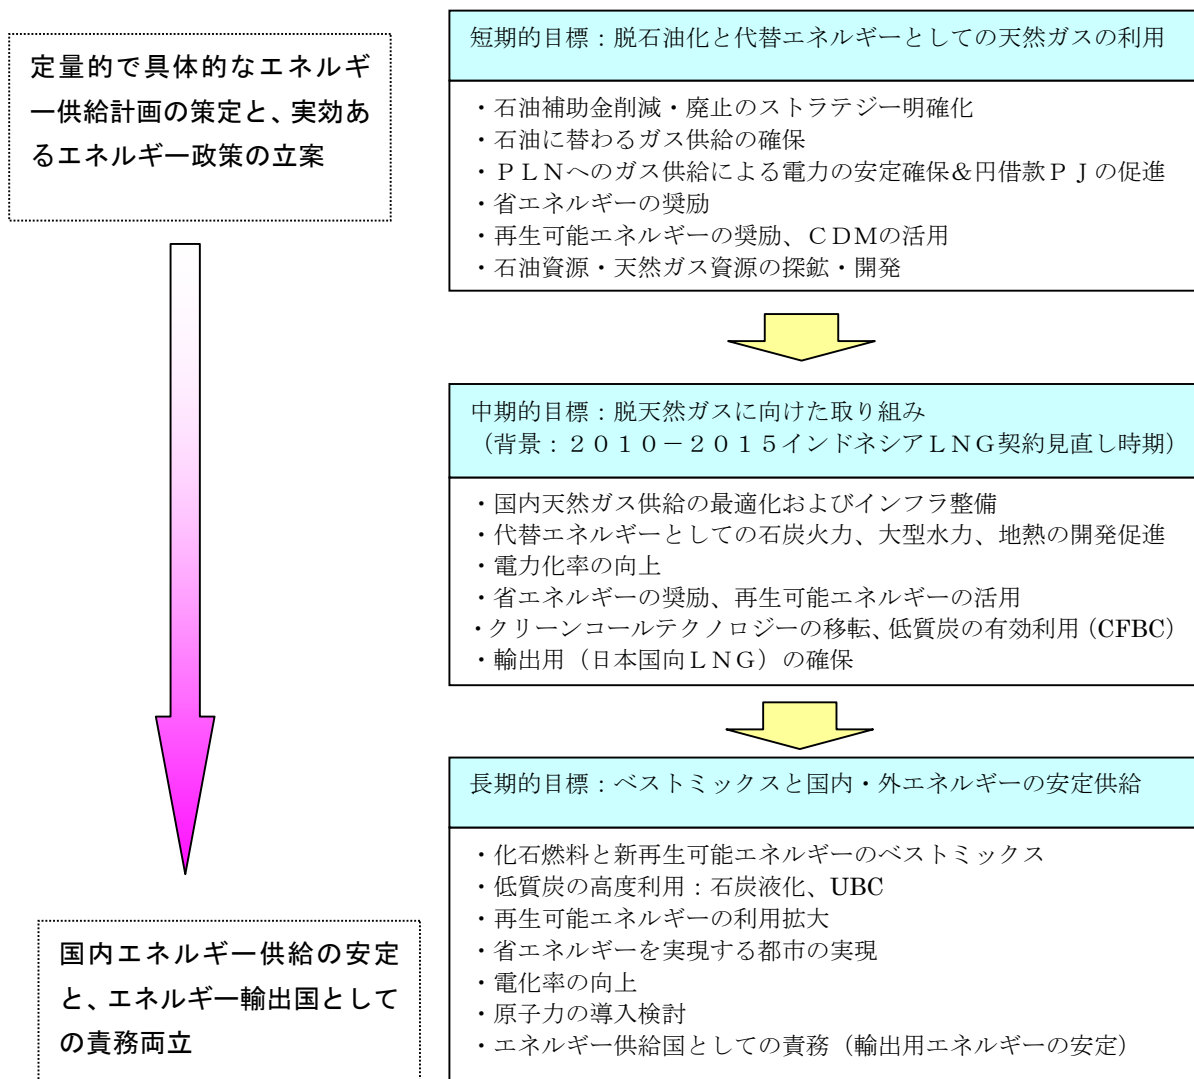 定量的で具体的なエネルギ
ー供給計画の策定と、実効あ
るエネルギー政策の立案
短期的目標：脱石油化と代替エネルギーとしての天然ガスの利用
・石油補助金削減・廃止のストラテジー明確化
・石油に替わるガス供給の確保
・ＰＬＮへのガス供給による電力の安定確保＆円借款ＰＪの促進
・省エネルギーの奨励
・再生可能エネルギーの奨励、ＣＤＭの活用
・石油資源・天然ガス資源の探鉱・開発
中期的目標：脱天然ガスに向けた取り組み
（背景：２０１０－２０１５インドネシアＬＮＧ契約見直し時期）
・国内天然ガス供給の最適化およびインフラ整備
・代替エネルギーとしての石炭火力、大型水力、地熱の開発促進
・電力化率の向上
・省エネルギーの奨励、再生可能エネルギーの活用
・クリーンコールテクノロジーの移転、低質炭の有効利用（CFBC）
・輸出用（日本国向ＬＮＧ）の確保
長期的目標：ベストミックスと国内・外エネルギーの安定供給
・化石燃料と新再生可能エネルギーのベストミックス
・低質炭の高度利用：石炭液化、UBC
・再生可能エネルギーの利用拡大
・省エネルギーを実現する都市の実現
・電化率の向上
・原子力の導入検討
・エネルギー供給国としての責務（輸出用エネルギーの安定）
国内エネルギー供給の安定
と、エネルギー輸出国として
の責務両立